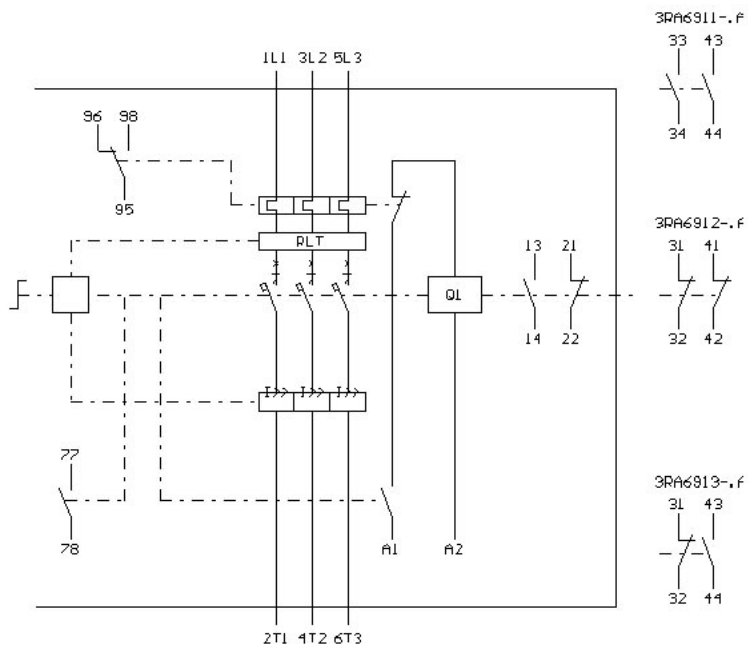 3RA6911-.A
1L1 3L2 5L3
33 43
34 44
96 98
95
RLT
3RA6912-.A
31 41
32 42
13 21
14 22
Q1
I>> I>> I>>
77
78
A1 A2
3RA6913-.A
31 43
32 44
2T1 4T2 6T3